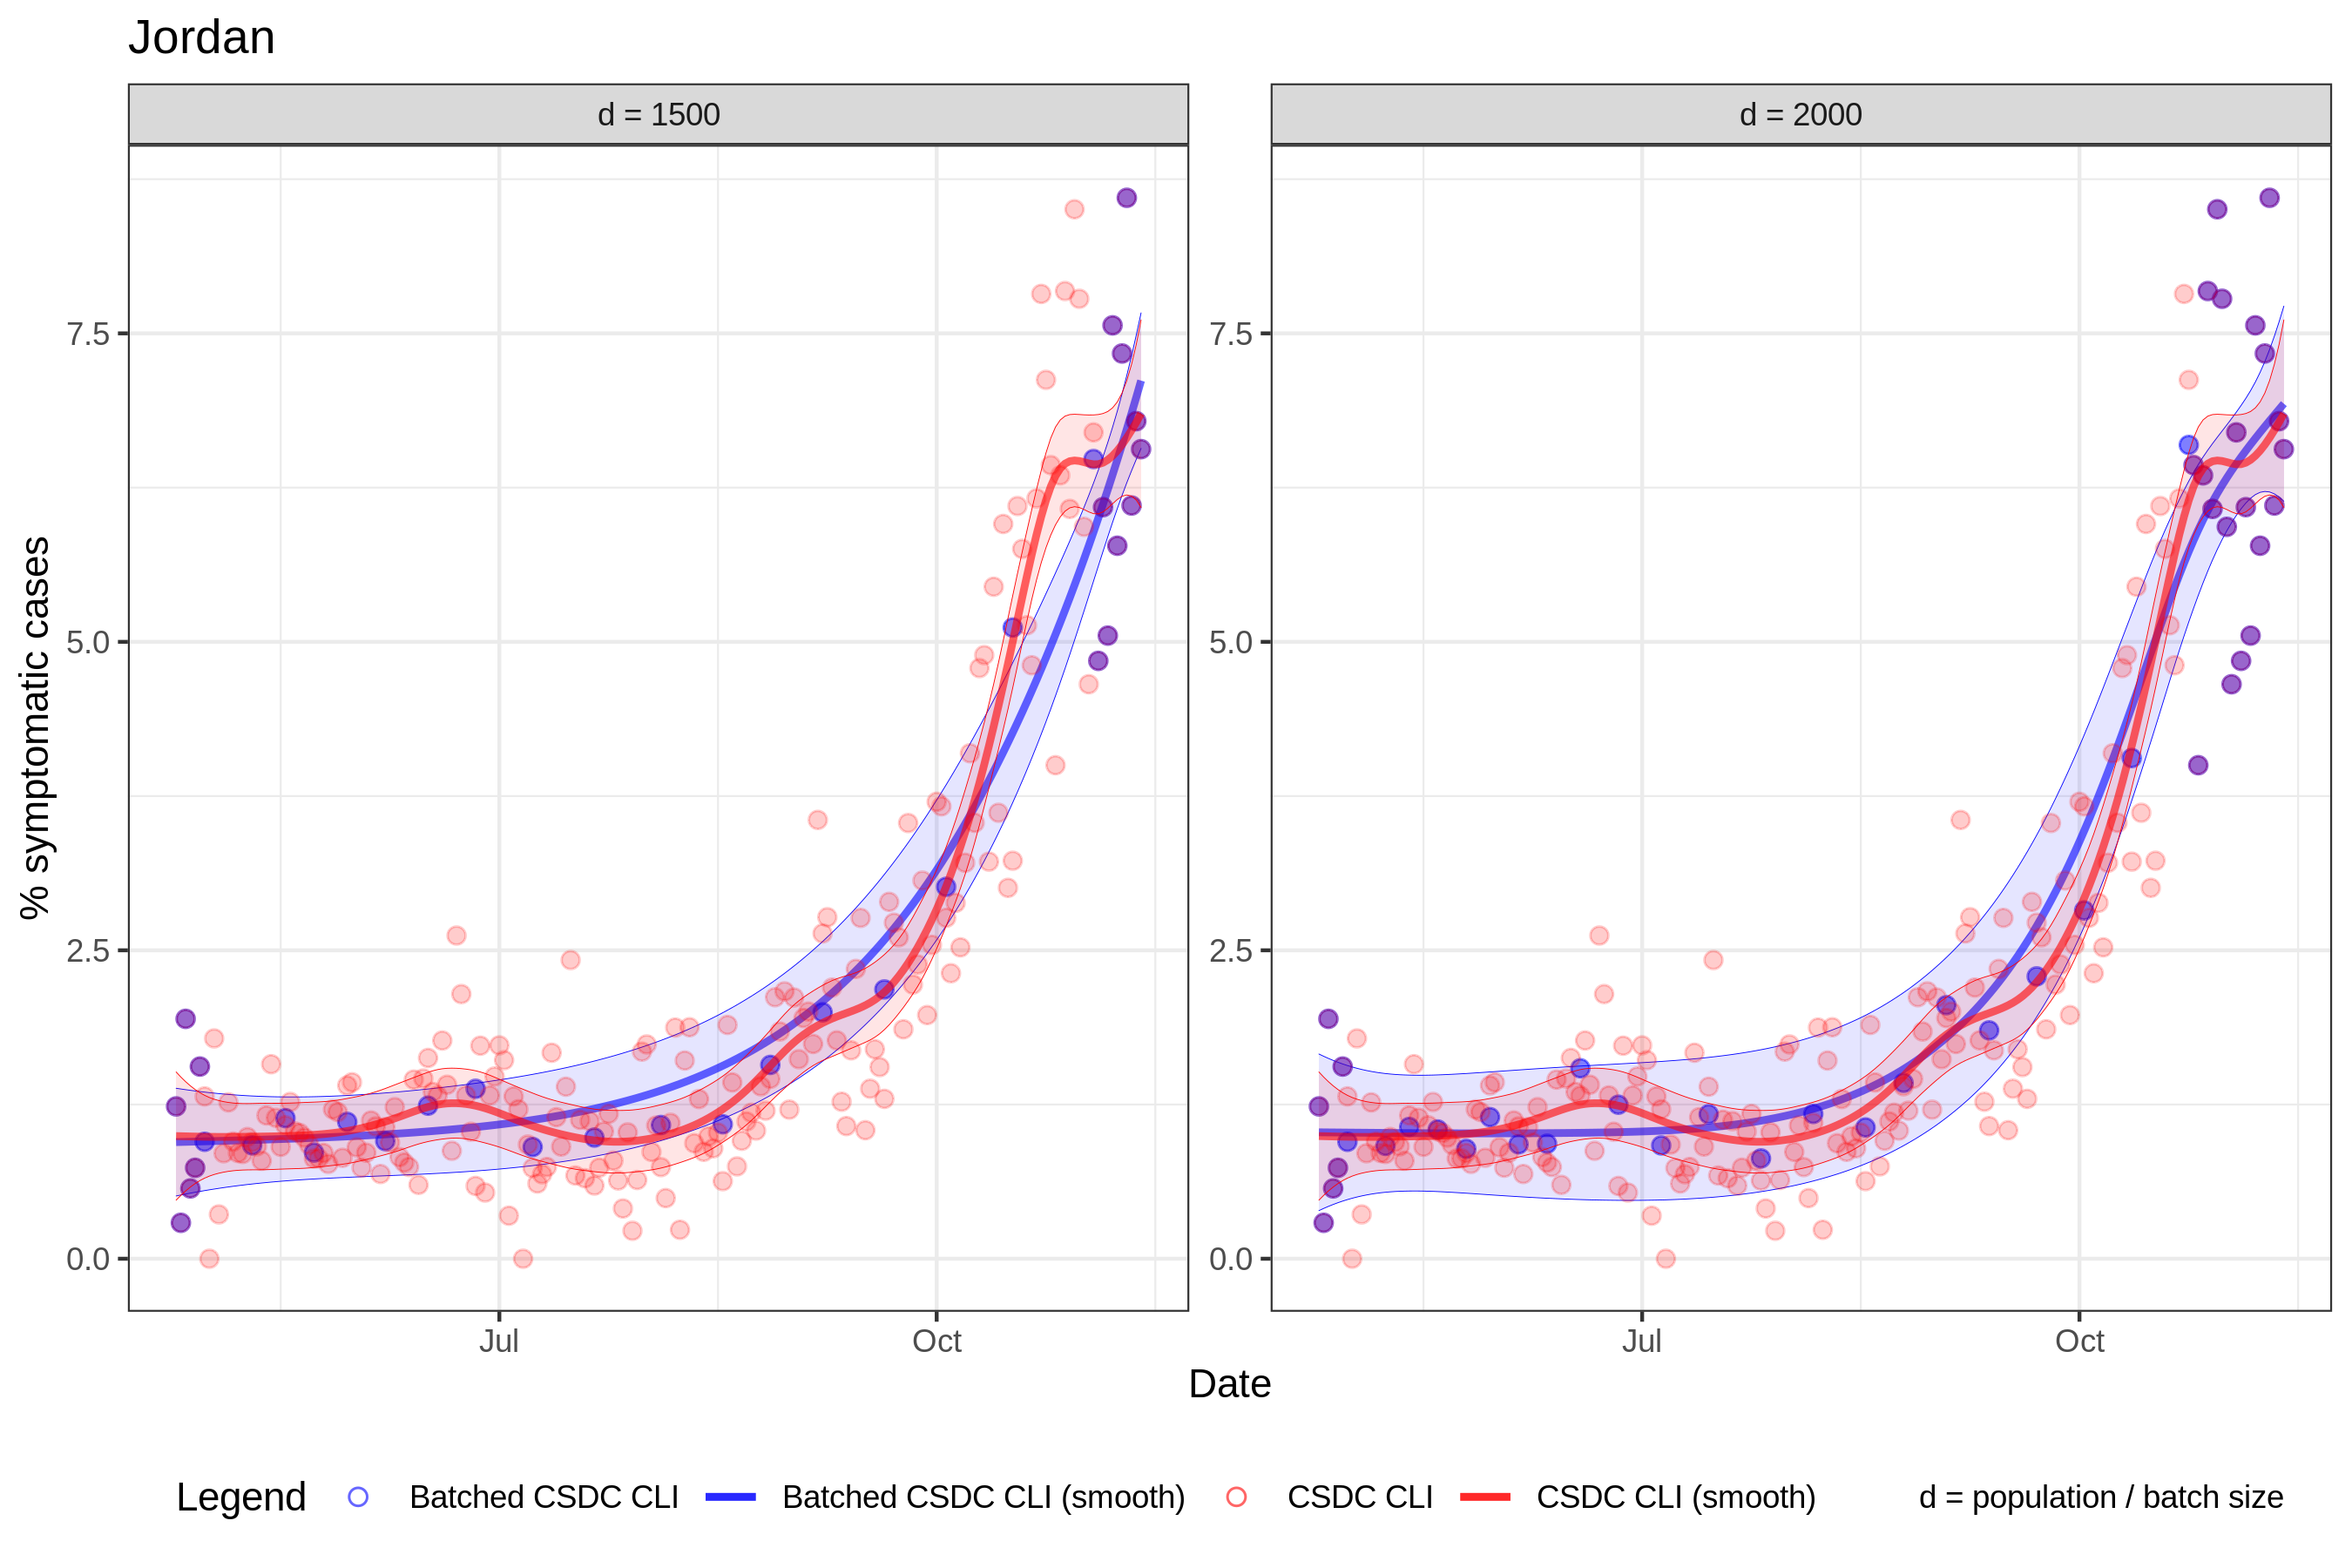 Jordan
d = 1500
d = 2000
% symptomatic cases
7.5
5.0
2.5
0.0
7.5
5.0
2.5
0.0
Jul
Oct
Jul
Oct
Date
Legend
Batched CSDC CLI
Batched CSDC CLI (smooth)
CSDC CLI
CSDC CLI (smooth)
d = population / batch size